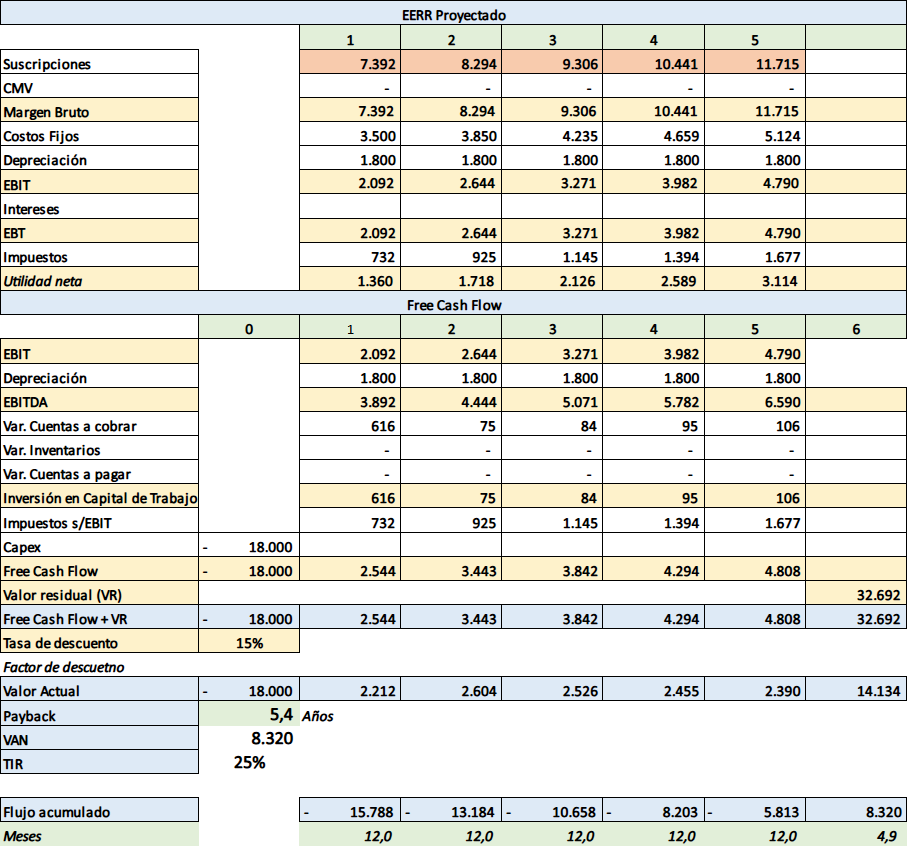 EERR Proyectado
1 2 3 4 5
Suscripciones 7.392 8.294 9.306 10.441 11.715
CMV - - - - -
Margen Bruto 7.392 8.294 9.306 10.441 11.715
Costos Fijos 3.500 3.850 4.235 4.659 5.124
Depreciación 1.800 1.800 1.800 1.800 1.800
EBIT 2.092 2.644 3.271 3.982 4.790
Intereses
EBT 2.092 2.644 3.271 3.982 4.790
Impuestos 732 925 1.145 1.394 1.677
Utilidad neta 1.360 1.718 2.126 2.589 3.114
Free Cash Flow
0 1 2 3 4 5 6
EBIT 2.092 2.644 3.271 3.982 4.790
Depreciación 1.800 1.800 1.800 1.800 1.800
EBITDA 3.892 4.444 5.071 5.782 6.590
Var. Cuentas a cobrar 616 75 84 95 106
Var. Inventarios - - - - -
Var. Cuentas a pagar - - - - -
Inversión en Capital de Trabajo 616 75 84 95 106
Impuestos s/EBIT 732 925 1.145 1.394 1.677
Capex - 18.000
Free Cash Flow - 18.000 2.544 3.443 3.842 4.294 4.808
Valor residual (VR) 32.692
Free Cash Flow + VR - 18.000 2.544 3.443 3.842 4.294 4.808 32.692
Tasa de descuento 15%
Factor de descuetno
Valor Actual - 18.000 2.212 2.604 2.526 2.455 2.390 14.134
Payback 5,4 Años
VAN 8.320
TIR 25%
Flujo acumulado - 15.788 - 13.184 - 10.658 - 8.203 - 5.813 8.320
Meses 12,0 12,0 12,0 12,0 12,0 4,9